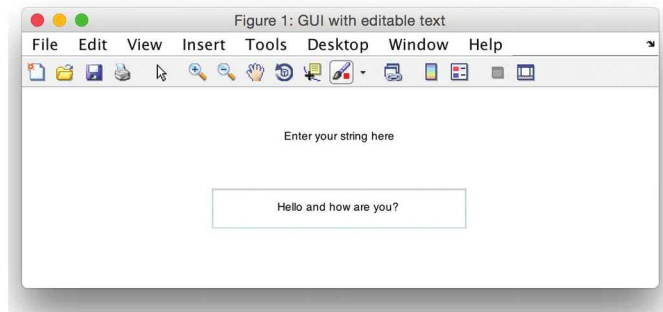 Figure 1: GUI with editable text
File Edit View Insert Tools Desktop Window Help
Enter your string here
Hello and how are you?